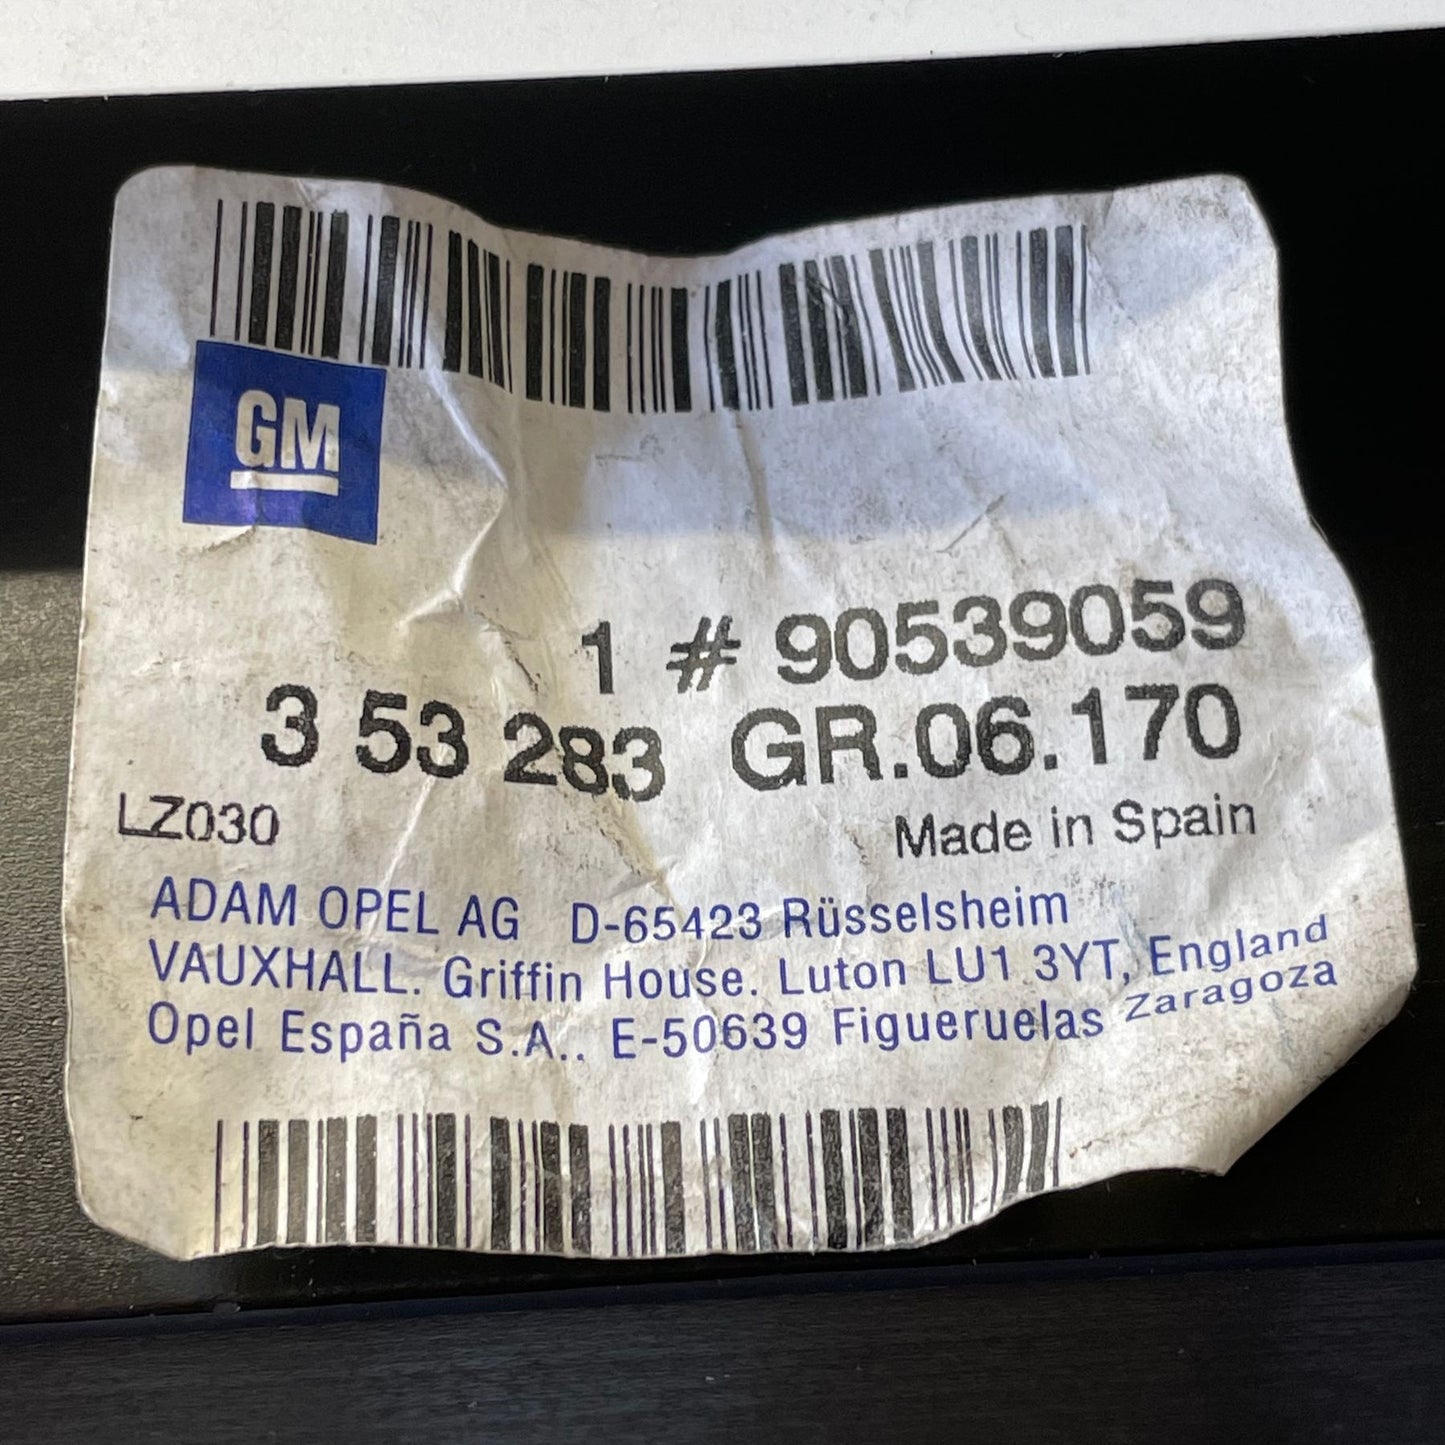 GM
1 # 90539059
3 53 283 GR.06.170
LZ030 Made in Spain
ADAM OPEL AG D-65423 Rüsselsheim
VAUXHALL. Griffin House. Luton LU1 3YT, England
Opel España S.A.. E-50639 Figueruelas Zaragoza